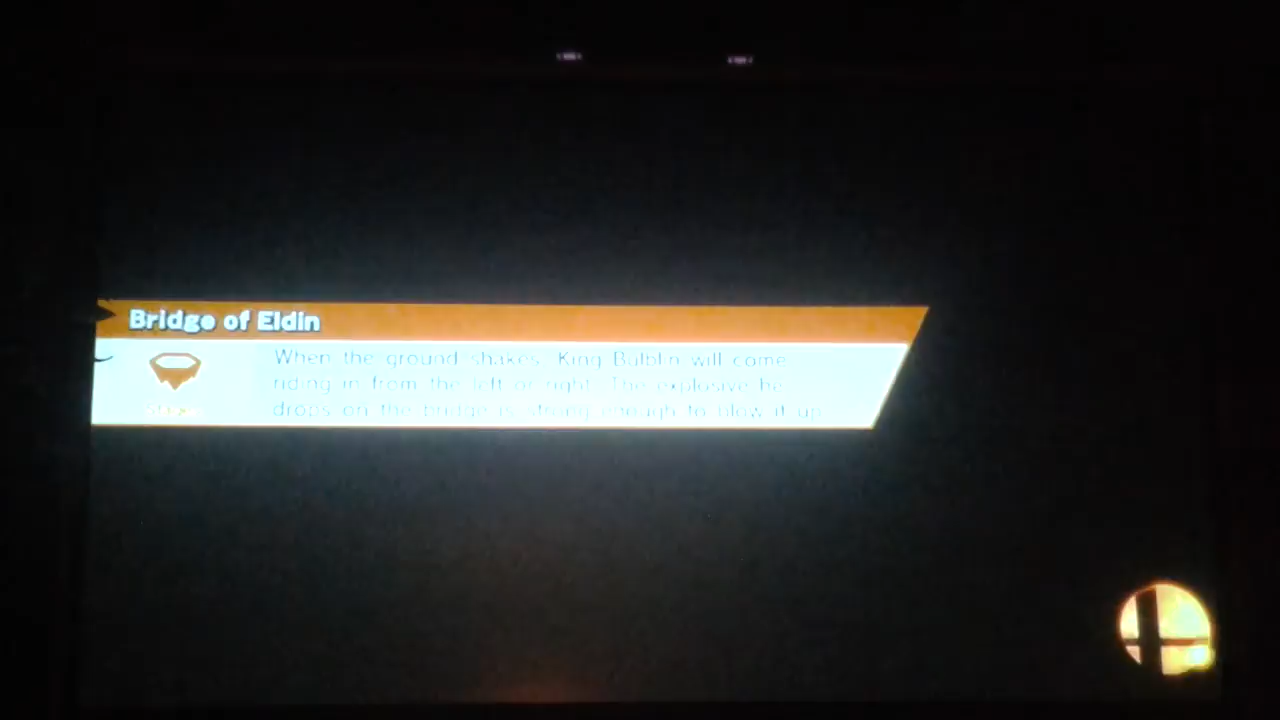 Bridge of Eldin
When the ground shakes, King Bulblin will come
riding in from the left or right. The explosive he
drops on the bridge is strong enough to blow it up.